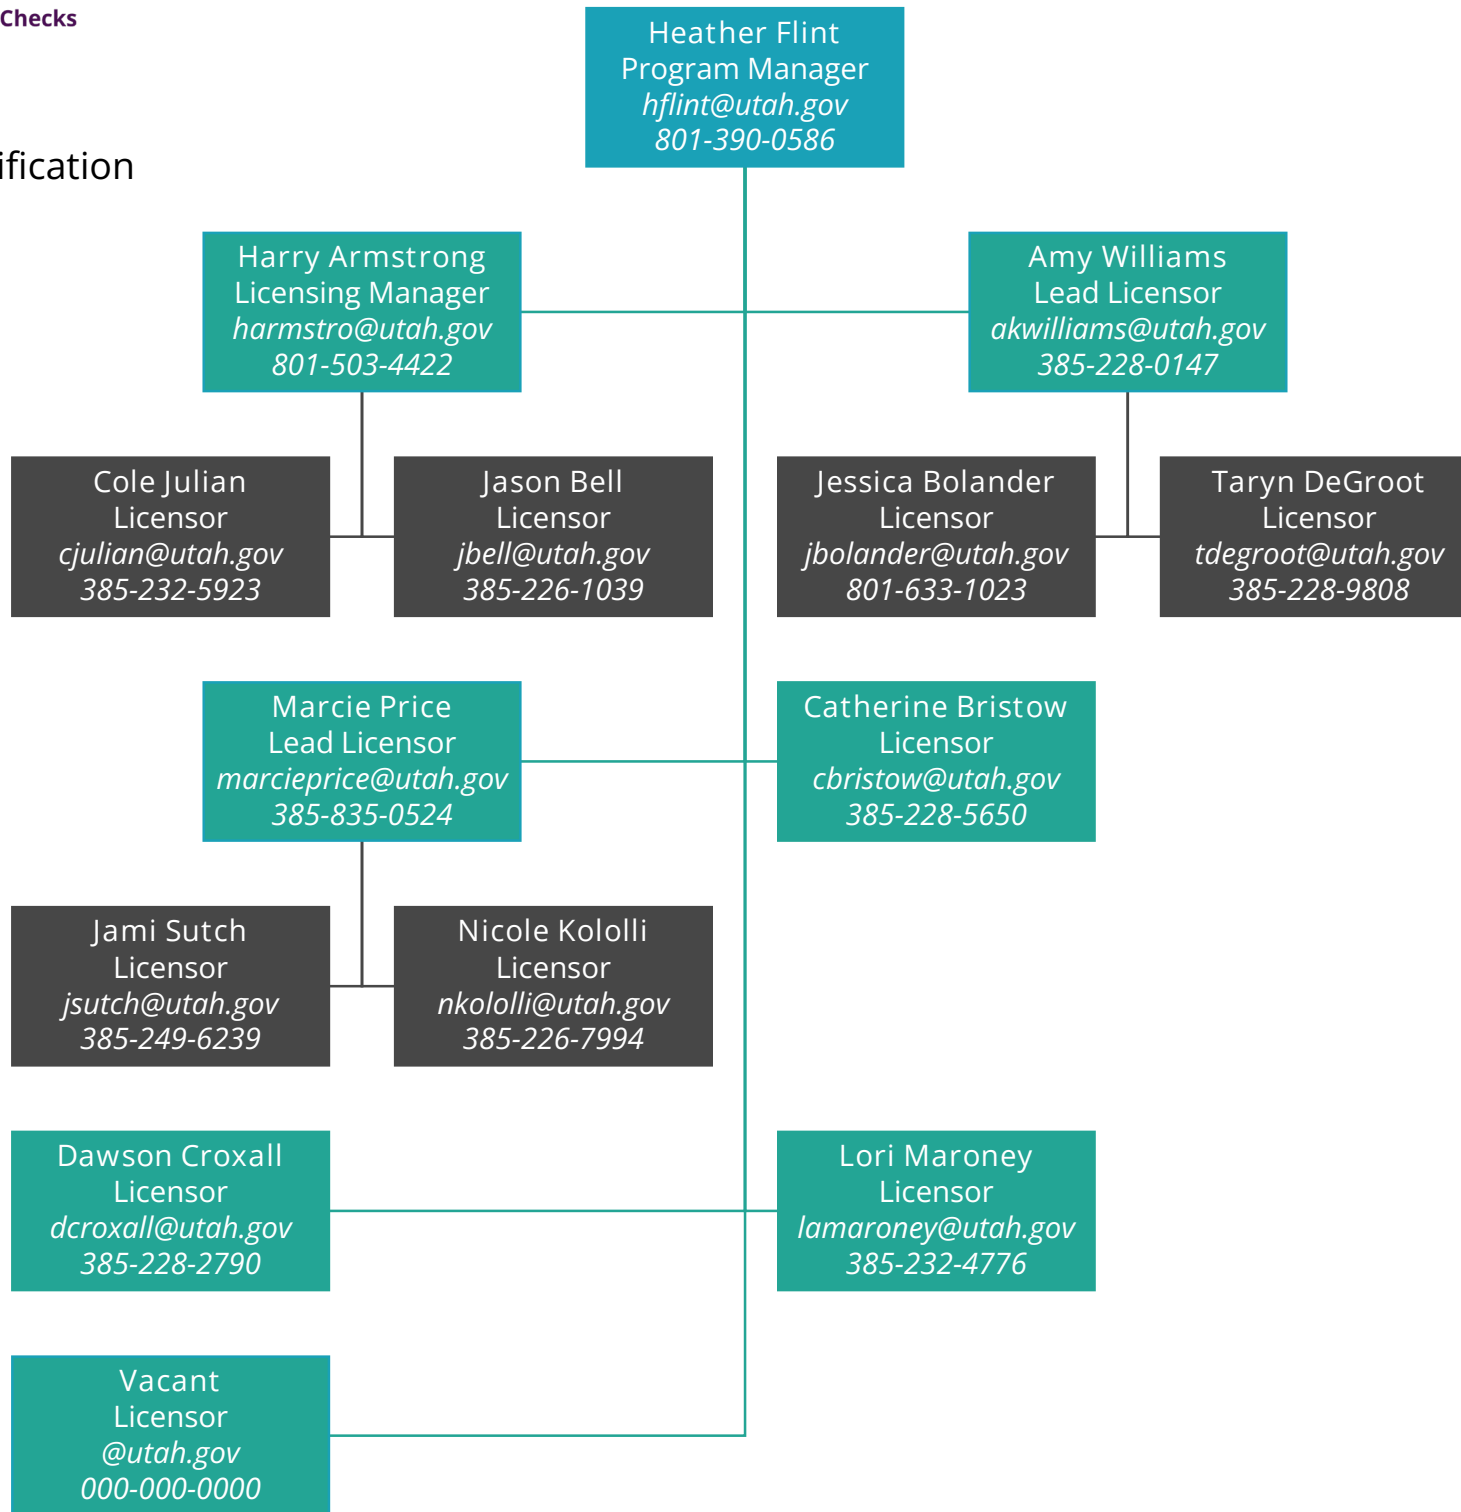 Checks
Heather Flint
Program Manager
hflint@utah.gov
801-390-0586
ification
Harry Armstrong
Licensing Manager
harmstro@utah.gov
801-503-4422
Amy Williams
Lead Licensor
akwilliams@utah.gov
385-228-0147
Cole Julian
Licensor
cjulian@utah.gov
385-232-5923
Jason Bell
Licensor
jbell@utah.gov
385-226-1039
Jessica Bolander
Licensor
jbolander@utah.gov
801-633-1023
Taryn DeGroot
Licensor
tdegroot@utah.gov
385-228-9808
Marcie Price
Lead Licensor
marcieprice@utah.gov
385-835-0524
Catherine Bristow
Licensor
cbristow@utah.gov
385-228-5650
Jami Sutch
Licensor
jsutch@utah.gov
385-249-6239
Nicole Kololli
Licensor
nkololli@utah.gov
385-226-7994
Dawson Croxall
Licensor
dcroxall@utah.gov
385-228-2790
Lori Maroney
Licensor
lamaroney@utah.gov
385-232-4776
Vacant
Licensor
@utah.gov
000-000-0000